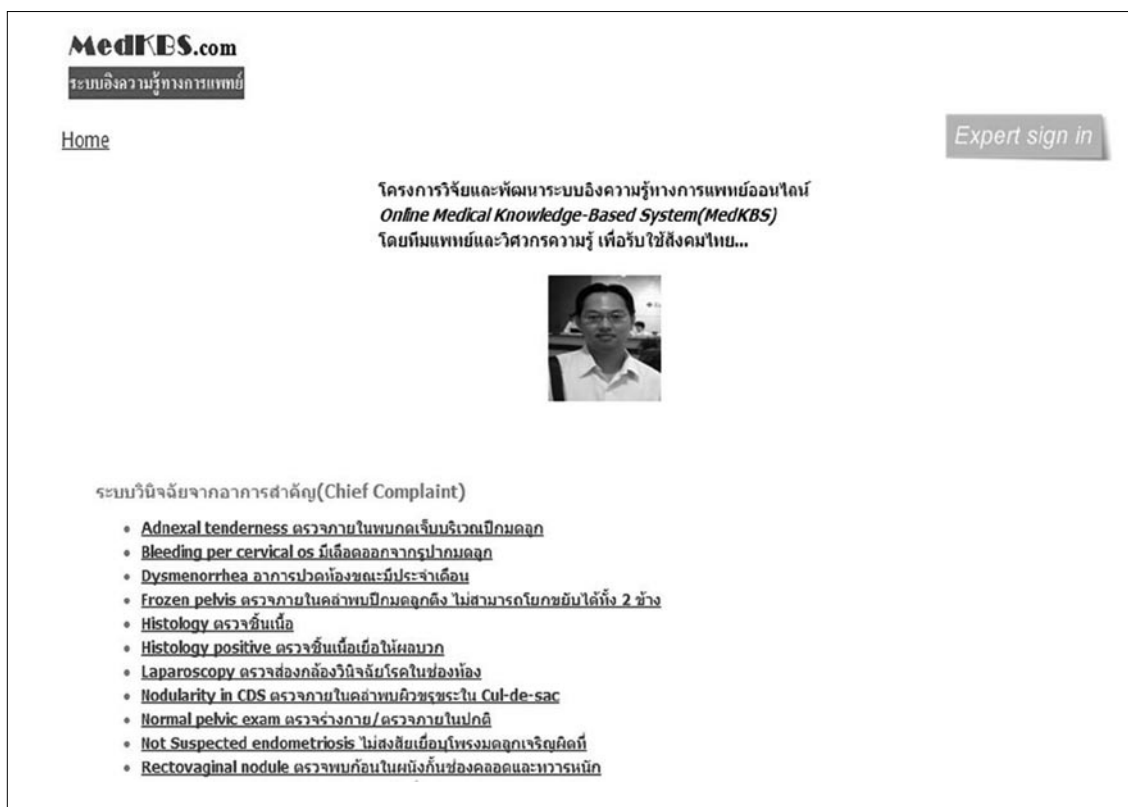 MedKBS.com
ระบบอิงความรู้ทางการแพทย์
Home
Expert sign in
โครงการวิจัยและพัฒนาระบบอิงความรู้ทางการแพทย์ออนไลน์
Online Medical Knowledge-Based System(MedKBS)
โดยทีมแพทย์และวิศวกรความรู้ เพื่อรับใช้สังคมไทย...
ระบบวินิจฉัยจากอาการสำคัญ(Chief Complaint)
Adnexal tenderness ตรวจภายในพบกดเจ็บบริเวณปีกมดลูก
Bleeding per cervical os มีเลือดออกจากรูปากมดลูก
Dysmenorrhea อาการปวดท้องขณะมีประจำเดือน
Frozen pelvis ตรวจภายในคลำพบปีกมดลูกตึง ไม่สามารถโยกขยับได้ทั้ง 2 ข้าง
Histology ตรวจชิ้นเนื้อ
Histology positive ตรวจชิ้นเนื้อเยื่อให้ผลบวก
Laparoscopy ตรวจส่องกล้องวินิจฉัยโรคในช่องท้อง
Nodularity in CDS ตรวจภายในคลำพบผิวขรุขระใน Cul-de-sac
Normal pelvic exam ตรวจร่างกาย/ตรวจภายในปกติ
Not Suspected endometriosis ไม่สงสัยเยื่อบุโพรงมดลูกเจริญผิดที่
Rectovaginal nodule ตรวจพบก้อนในผนังกั้นช่องคลอดและทวารหนัก